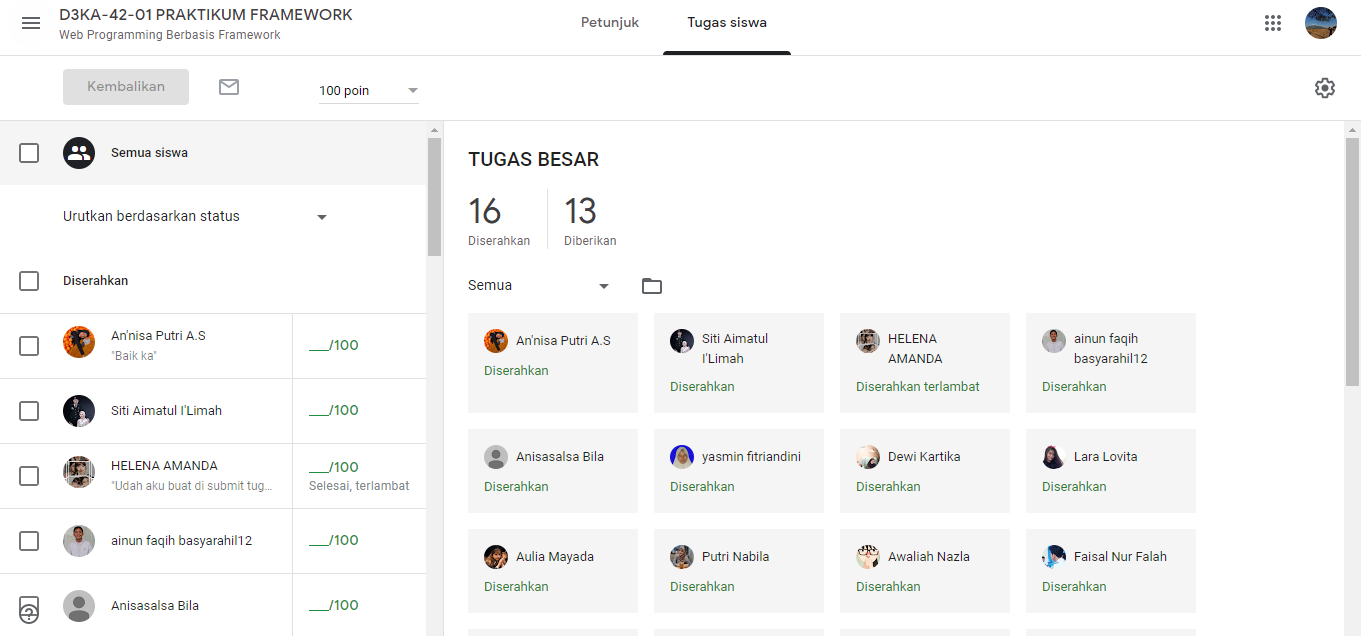 D3KA-42-01 PRAKTIKUM FRAMEWORK
Web Programming Berbasis Framework
Petunjuk
Tugas siswa
Kembalikan
100 poin
Semua siswa
Urutkan berdasarkan status
Diserahkan
An'nisa Putri A.S
"Baik ka"
___/100
Siti Aimatul I'Limah
___/100
HELENA AMANDA
"Udah aku buat di submit tug...
___/100
Selesai, terlambat
ainun faqih basyarahil12
___/100
Anisasalsa Bila
___/100
TUGAS BESAR
16
Diserahkan
13
Diberikan
Semua
An'nisa Putri A.S
Diserahkan
Siti Aimatul
I'Limah
Diserahkan
HELENA
AMANDA
Diserahkan terlambat
ainun faqih
basyarahil12
Diserahkan
Anisasalsa Bila
Diserahkan
yasmin fitriandini
Diserahkan
Dewi Kartika
Diserahkan
Lara Lovita
Diserahkan
Aulia Mayada
Diserahkan
Putri Nabila
Diserahkan
Awaliah Nazla
Diserahkan
Faisal Nur Falah
Diserahkan